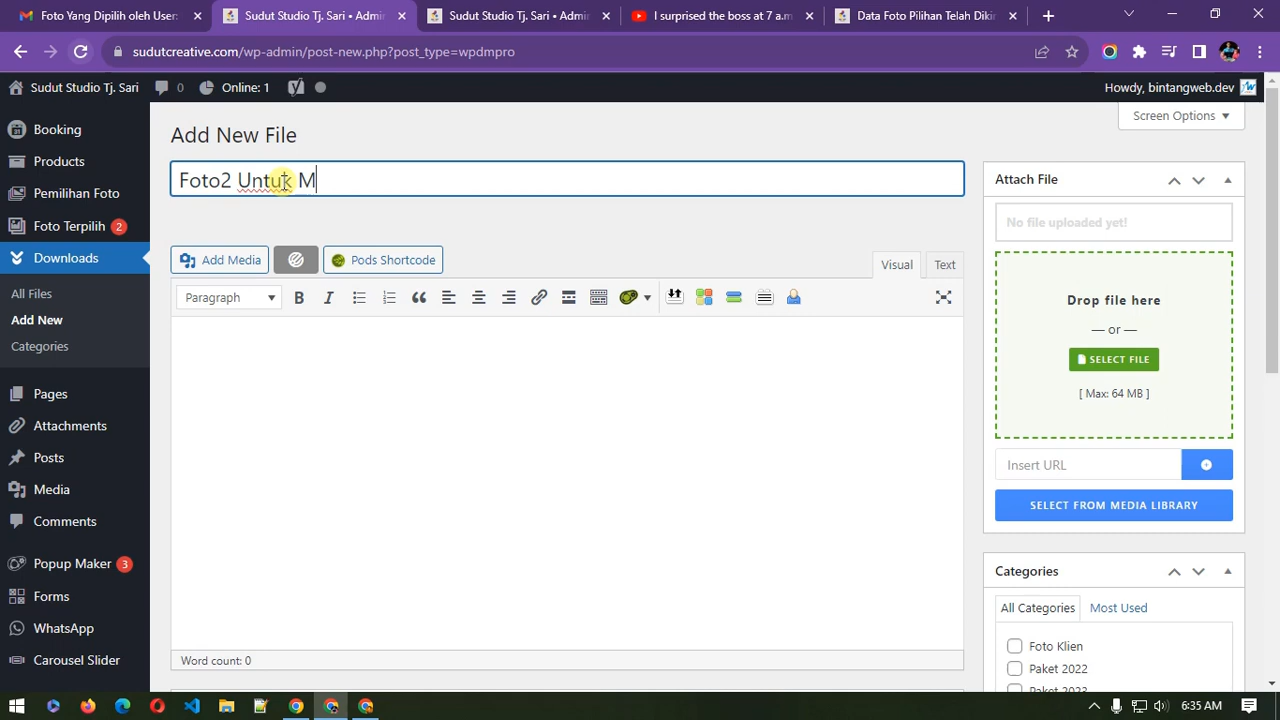 Foto Yang Dipilih oleh User:
Sudut Studio Tj. Sari • Admi
Sudut Studio Tj. Sari • Admi
I surprised the boss at 7 a.m
Data Foto Pilihan Telah Diki
sudutcreative.com/wp-admin/post-new.php?post_type=wpdmpro
Sudut Studio Tj. Sari
0
Online: 1
Howdy, bintangweb.dev
Booking
Products
Pemilihan Foto
Foto Terpilih 2
Downloads
All Files
Add New
Categories
Pages
Attachments
Posts
Media
Comments
Popup Maker 3
Forms
WhatsApp
Carousel Slider
Screen Options
Add New File
Foto2 Untuk M
Add Media
Pods Shortcode
Visual
Text
Paragraph
Word count: 0
Attach File
No file uploaded yet!
Drop file here
— or —
SELECT FILE
[ Max: 64 MB ]
Insert URL
SELECT FROM MEDIA LIBRARY
Categories
All Categories
Most Used
Foto Klien
Paket 2022
Paket 2023
6:35 AM